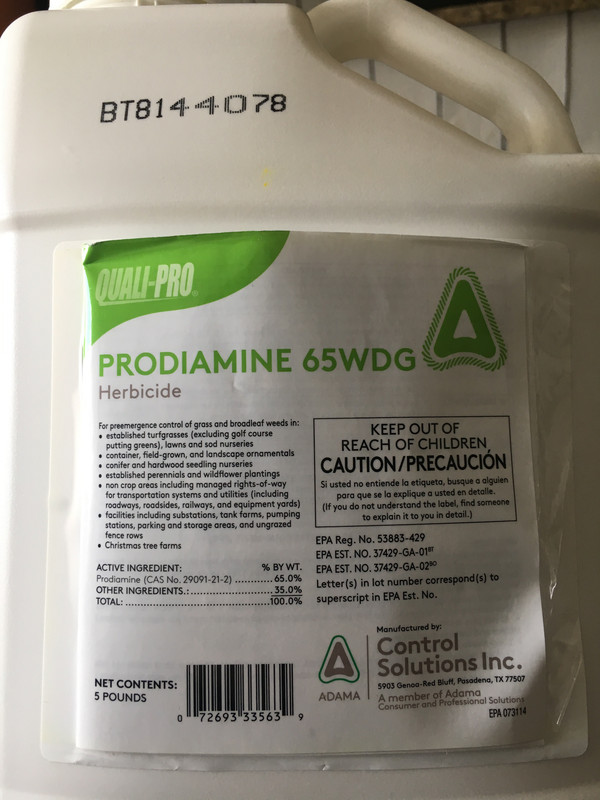 BT8144078
QUALI-PRO®
PRODIAMINE 65WDG
Herbicide
For preemergence control of grass and broadleaf weeds in:
• established turfgrasses (excluding golf course
putting greens), lawns and sod nurseries
• container, field-grown, and landscape ornamentals
• conifer and hardwood seedling nurseries
• established perennials and wildflower plantings
• non crop areas including managed rights-of-way
for transportation systems and utilities (including
roadways, roadsides, railways, and equipment yards)
• facilities including substations, tank farms, pumping
stations, parking and storage areas, and ungrazed
fence rows
• Christmas tree farms
ACTIVE INGREDIENT: % BY WT.
Prodiamine (CAS No. 29091-21-2) ............ 65.0%
OTHER INGREDIENTS.: ........................ 35.0%
TOTAL: .......................................100.0%
KEEP OUT OF
REACH OF CHILDREN
CAUTION/PRECAUCIÓN
Si usted no entiende la etiqueta, busque a alguien
para que se la explique a usted en detalle.
(If you do not understand the label, find someone
to explain it to you in detail.)
EPA Reg. No. 53883-429
EPA EST. NO. 37429-GA-01ᴮᵀ
EPA EST. NO. 37429-GA-02ᴮᴼ
Letter(s) in lot number correspond(s) to
superscript in EPA Est. No.
NET CONTENTS:
5 POUNDS
0 72693 33563 9
ADAMA
Manufactured by:
Control
Solutions Inc.
5903 Genoa-Red Bluff, Pasadena, TX 77507
A member of Adama
Consumer and Professional Solutions
EPA 073114